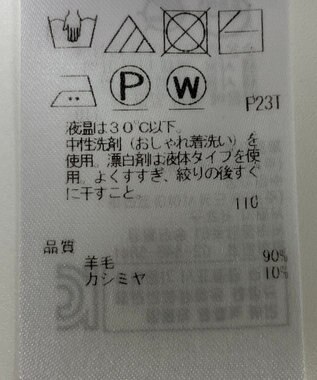 P W
P23T
液温は30℃以下。
中性洗剤(おしゃれ着洗い)を
使用。漂白剤は液体タイプを使
用。よくすすぎ、絞りの後すぐ
に干すこと。
110
品質
羊毛 90%
カシミヤ 10%